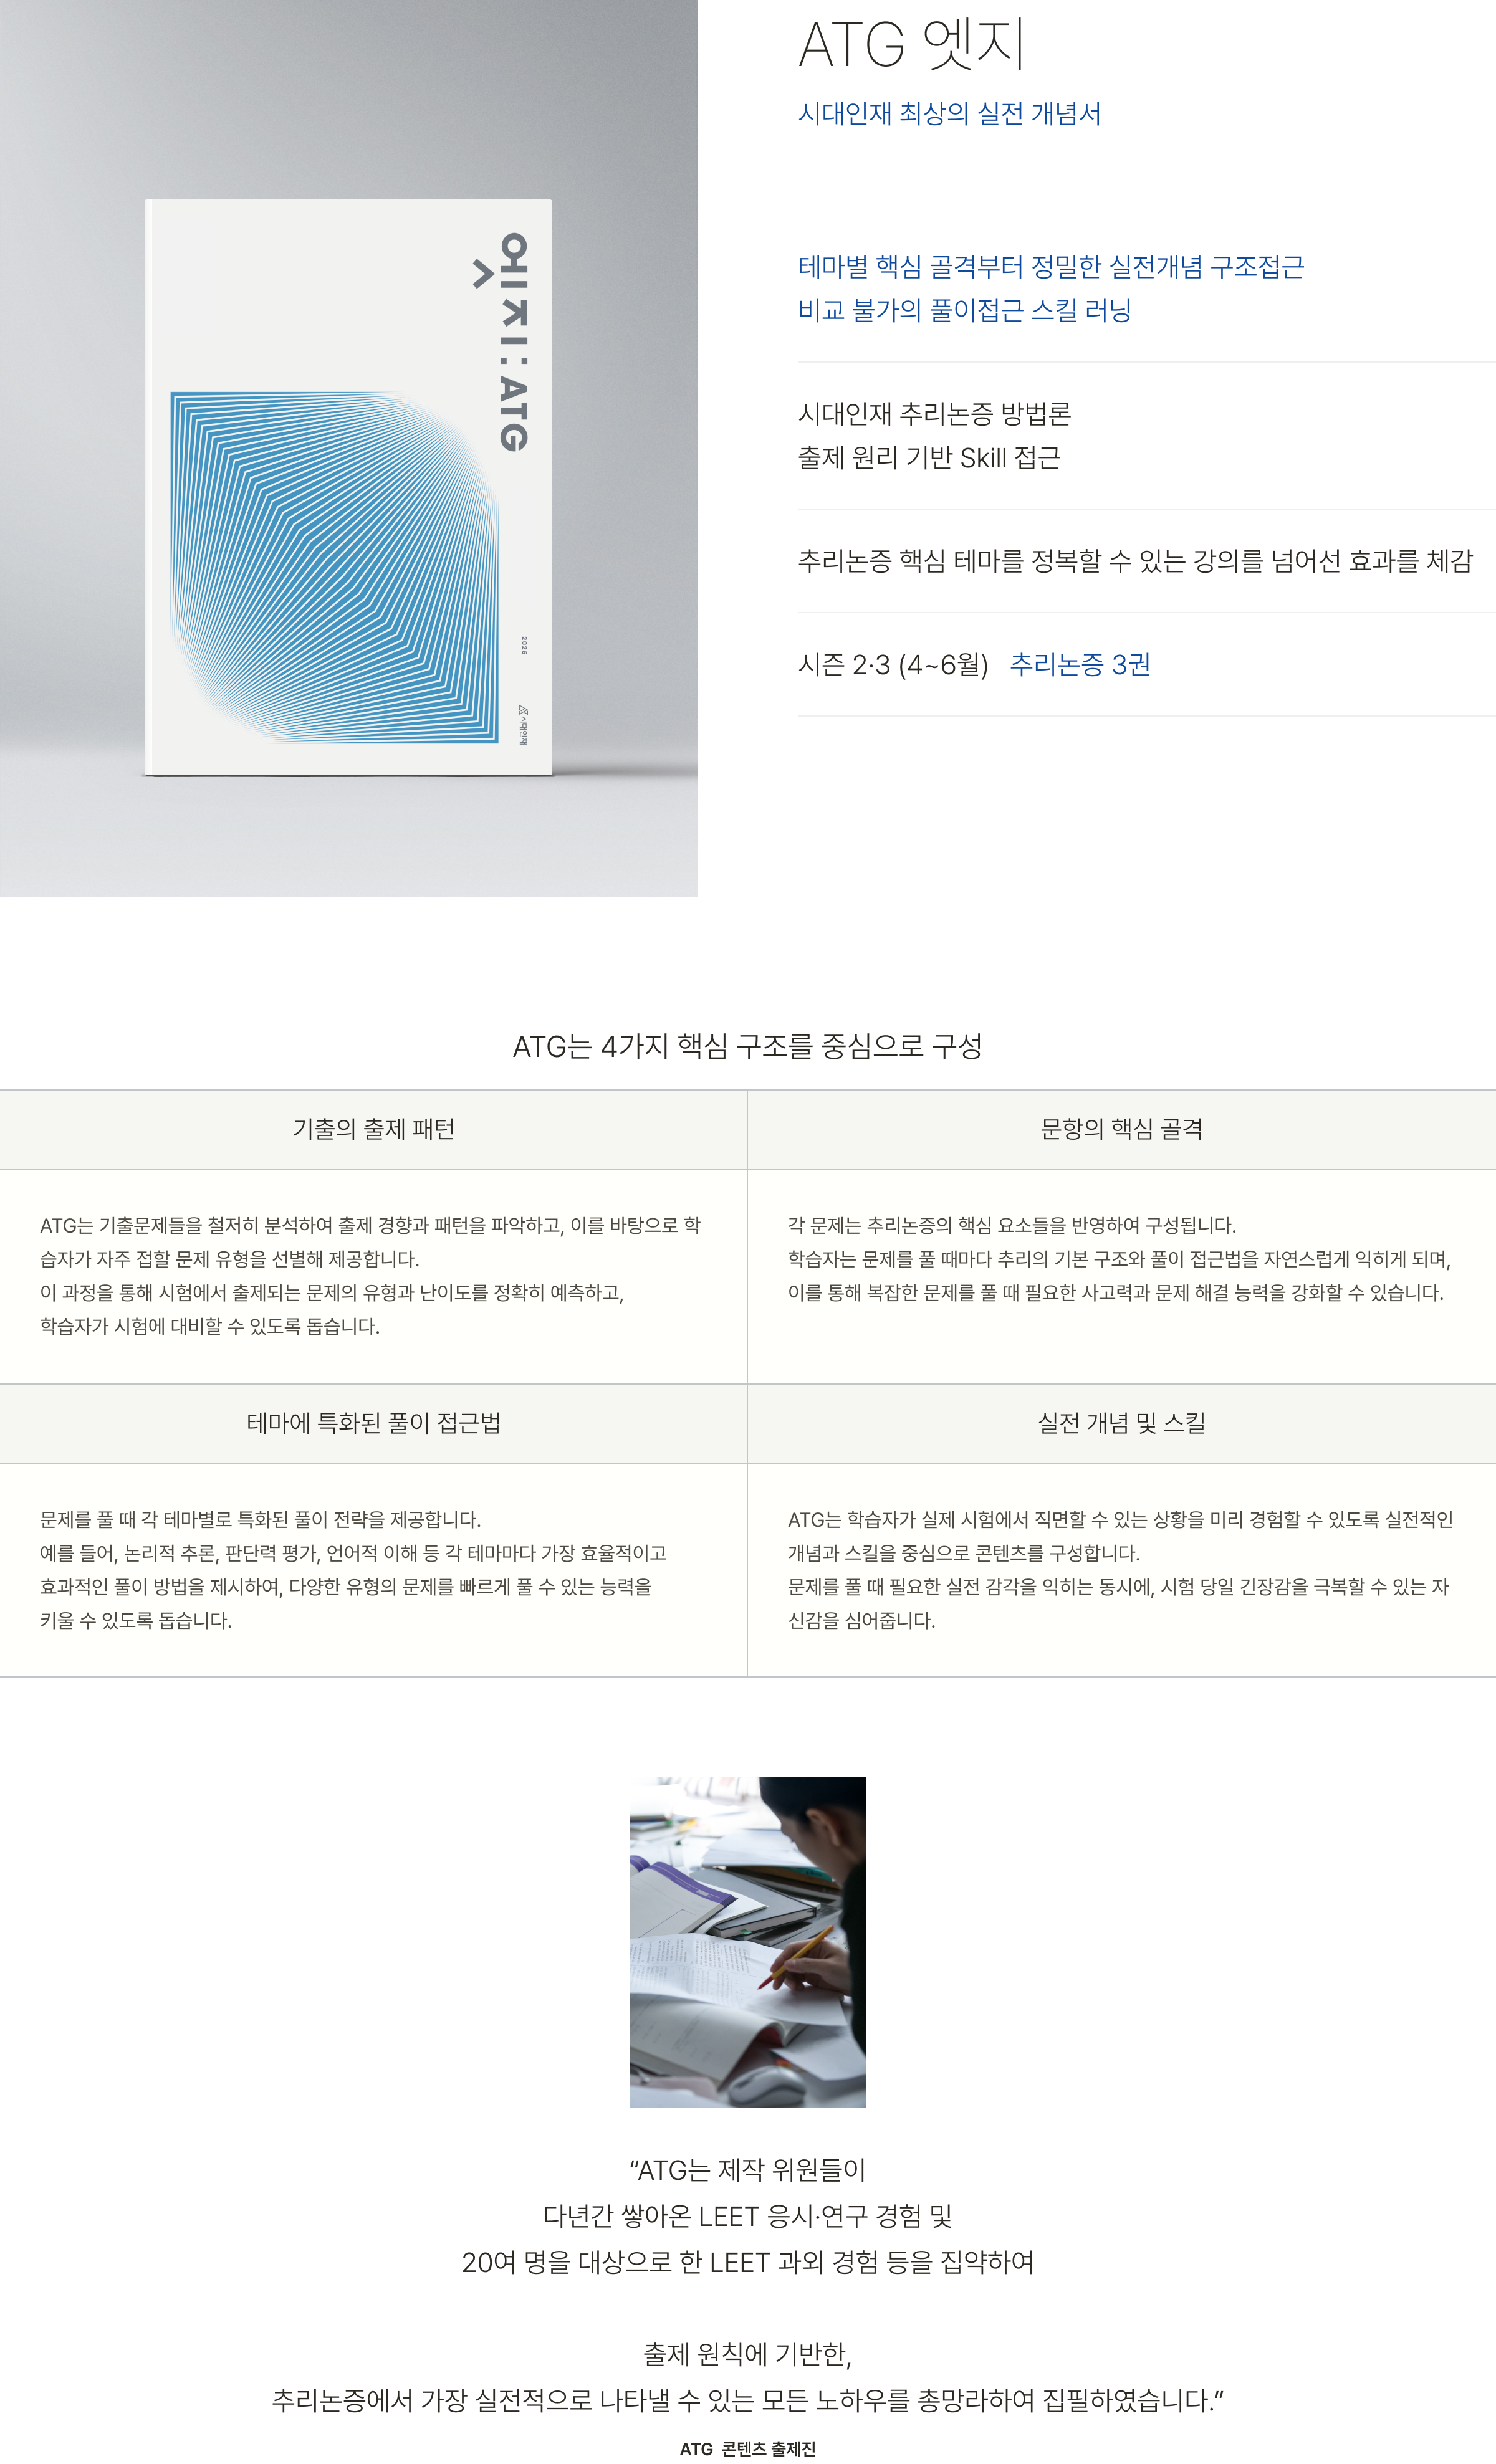 ATG 엣지
시대인재 최상의 실전 개념서
엣지 : ATG
2025
시대인재
테마별 핵심 골격부터 정밀한 실전개념 구조접근
비교 불가의 풀이접근 스킬 러닝
시대인재 추리논증 방법론
출제 원리 기반 Skill 접근
추리논증 핵심 테마를 정복할 수 있는 강의를 넘어선 효과를 체감
시즌 2·3 (4~6월) 추리논증 3권
ATG는 4가지 핵심 구조를 중심으로 구성
기출의 출제 패턴
ATG는 기출문제들을 철저히 분석하여 출제 경향과 패턴을 파악하고, 이를 바탕으로 학
습자가 자주 접할 문제 유형을 선별해 제공합니다.
이 과정을 통해 시험에서 출제되는 문제의 유형과 난이도를 정확히 예측하고,
학습자가 시험에 대비할 수 있도록 돕습니다.
문항의 핵심 골격
각 문제는 추리논증의 핵심 요소들을 반영하여 구성됩니다.
학습자는 문제를 풀 때마다 추리의 기본 구조와 풀이 접근법을 자연스럽게 익히게 되며,
이를 통해 복잡한 문제를 풀 때 필요한 사고력과 문제 해결 능력을 강화할 수 있습니다.
테마에 특화된 풀이 접근법
문제를 풀 때 각 테마별로 특화된 풀이 전략을 제공합니다.
예를 들어, 논리적 추론, 판단력 평가, 언어적 이해 등 각 테마마다 가장 효율적이고
효과적인 풀이 방법을 제시하여, 다양한 유형의 문제를 빠르게 풀 수 있는 능력을
키울 수 있도록 돕습니다.
실전 개념 및 스킬
ATG는 학습자가 실제 시험에서 직면할 수 있는 상황을 미리 경험할 수 있도록 실전적인
개념과 스킬을 중심으로 콘텐츠를 구성합니다.
문제를 풀 때 필요한 실전 감각을 익히는 동시에, 시험 당일 긴장감을 극복할 수 있는 자
신감을 심어줍니다.
“ATG는 제작 위원들이
다년간 쌓아온 LEET 응시·연구 경험 및
20여 명을 대상으로 한 LEET 과외 경험 등을 집약하여
출제 원칙에 기반한,
추리논증에서 가장 실전적으로 나타낼 수 있는 모든 노하우를 총망라하여 집필하였습니다.”
ATG 콘텐츠 출제진